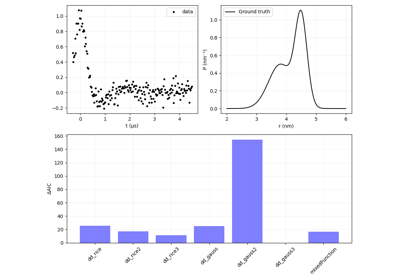 data
1.0
0.8
0.6
0.4
0.2
0.0
−0.2
0
1
2
3
4
t (μs)
Ground truth
1.0
0.8
0.6
0.4
0.2
0.0
P (nm⁻¹)
2
3
4
5
6
r (nm)
160
140
120
100
80
60
40
20
0
ΔAIC
dd_rice
dd_rice2
dd_rice3
dd_gauss
dd_gauss2
dd_gauss3
mixedFunction